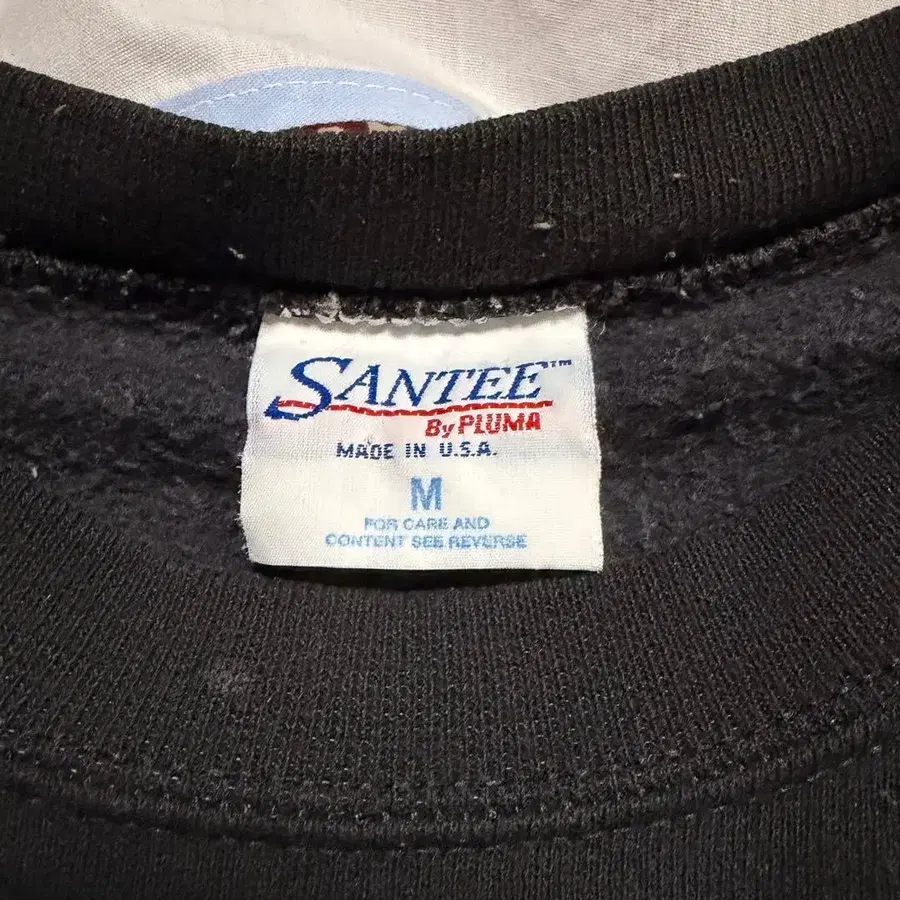 SANTEE™
By PLUMA
MADE IN U.S.A.
M
FOR CARE AND
CONTENT SEE REVERSE